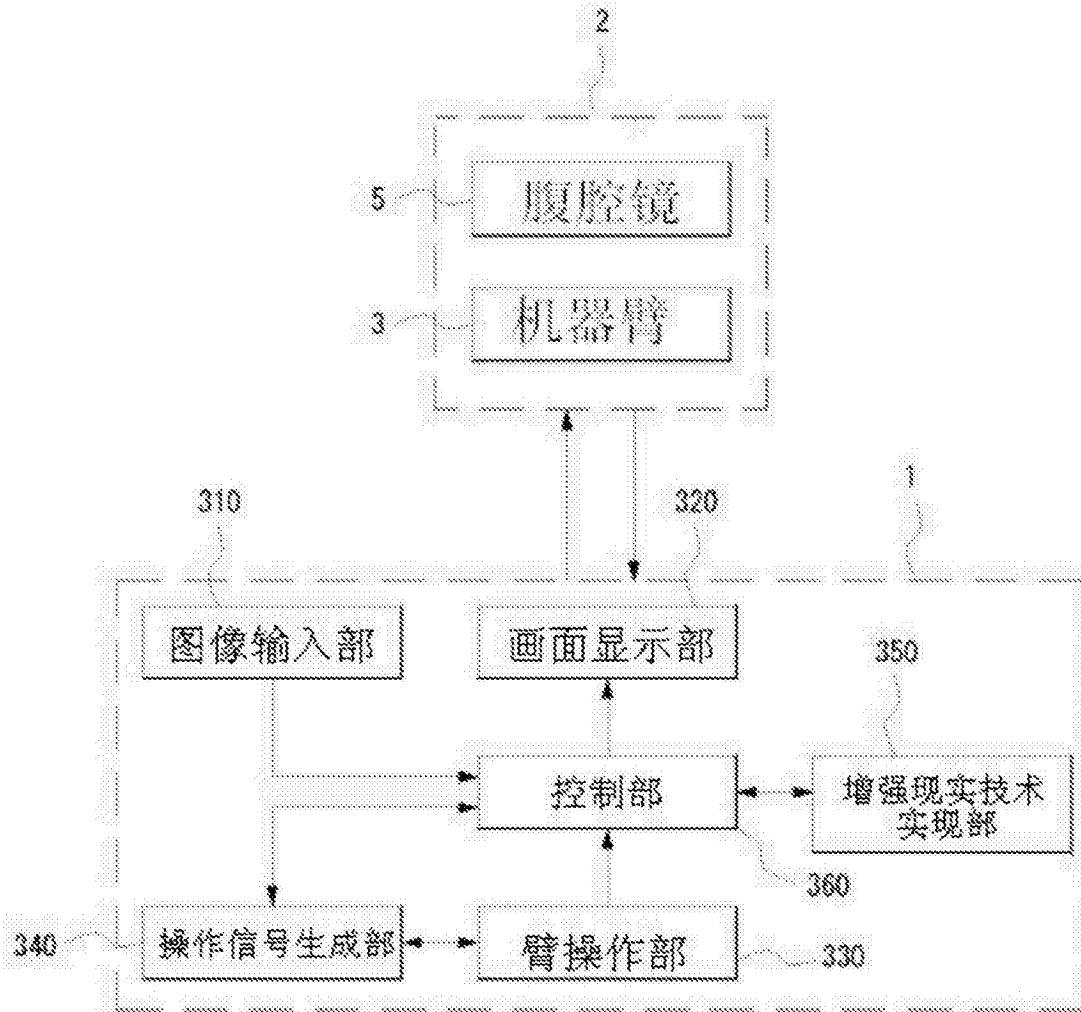 2
5
腹腔镜
3
机器臂
1
310
320
图像输入部
画面显示部
350
控制部
增强现实技术
实现部
360
340
操作信号生成部
臂操作部
330